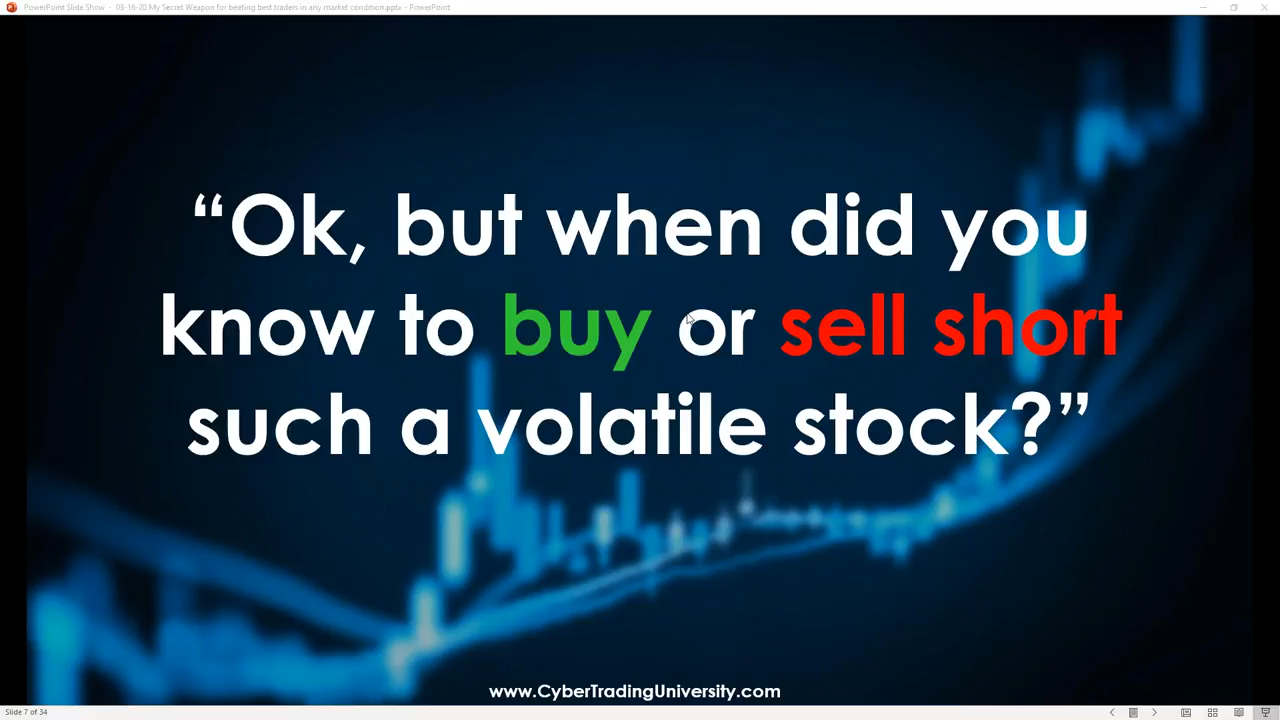 PowerPoint Slide Show - 03-16-20 My Secret Weapon for beating best traders in any market condition.pptx - PowerPoint
“Ok, but when did you
know to buy or sell short
such a volatile stock?”
www.CyberTradingUniversity.com
Slide 7 of 34